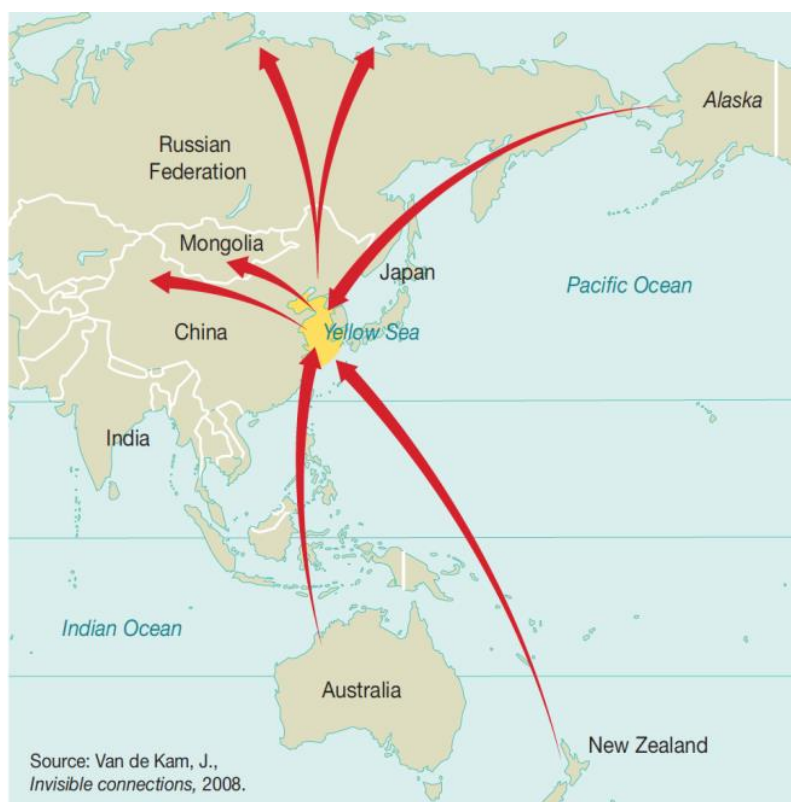 Alaska
Russian
Federation
Mongolia
Japan
Pacific Ocean
China
Yellow Sea
India
Indian Ocean
Australia
New Zealand
Source: Van de Kam, J.,
Invisible connections, 2008.